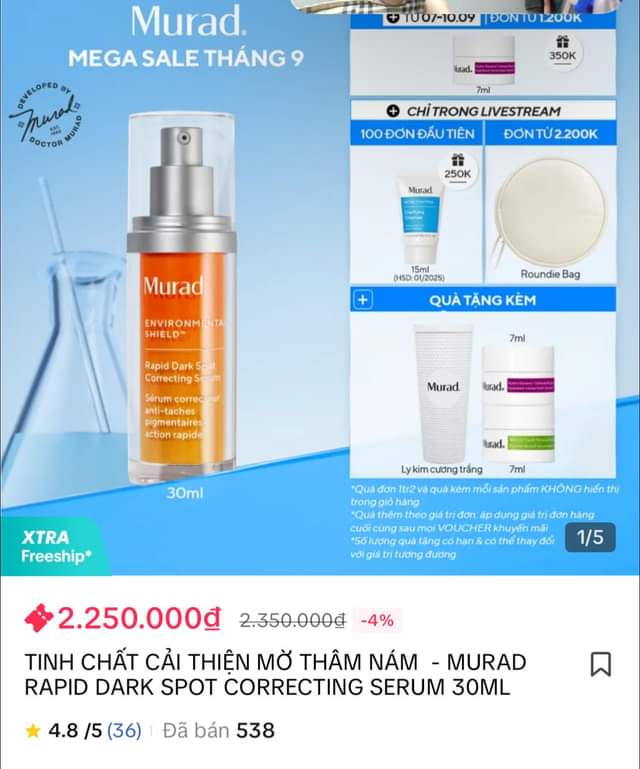 Murad.
MEGA SALE THÁNG 9
DEVELOPED BY
Murad
DOCTOR MURAD
Murad
ENVIRONMENTA
SHIELD™
Rapid Dark Spot
Correcting Serum
Sérum correcteur
anti-taches
pigmentaires
action rapide
30ml
TỪ 07-10.09 | ĐƠN TỪ 1.200K
350K
Murad.
7ml
CHỈ TRONG LIVESTREAM
100 ĐƠN ĐẦU TIÊN
ĐƠN TỪ 2.200K
250K
Murad.
Clarifying
Cleanser
15ml
(HSD: 01/2025)
Roundie Bag
QUÀ TẶNG KÈM
7ml
Murad.
Murad.
Murad.
Ly kim cương trắng
7ml
*Quà đơn 1tr2 và quà kèm mỗi sản phẩm KHÔNG hiển thị
trong giỏ hàng
*Quà thêm theo giá trị đơn: áp dụng giá trị đơn hàng
cuối cùng sau mọi VOUCHER khuyến mãi
*Số lượng quà tặng có hạn & có thể thay đổi
với giá trị tương đương
1/5
XTRA
Freeship*
2.250.000₫ 2.350.000₫ -4%
TINH CHẤT CẢI THIỆN MỜ THÂM NÁM - MURAD
RAPID DARK SPOT CORRECTING SERUM 30ML
4.8 /5 (36) | Đã bán 538